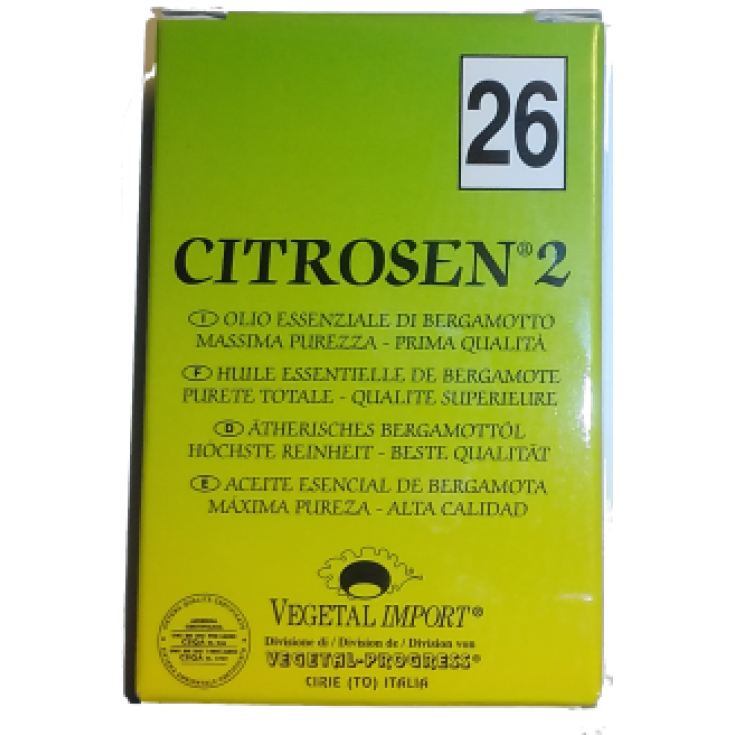 26
CITROSEN® 2
I OLIO ESSENZIALE DI BERGAMOTTO
MASSIMA PUREZZA - PRIMA QUALITÀ
F HUILE ESSENTIELLE DE BERGAMOTE
PURETE TOTALE - QUALITE SUPERIEURE
D ÄTHERISCHES BERGAMOTTÖL
HÖCHSTE REINHEIT - BESTE QUALITÄT
E ACEITE ESENCIAL DE BERGAMOTA
MÁXIMA PUREZA - ALTA CALIDAD
VEGETAL IMPORT®
Divisione di / Division de / Division von
VEGETAL-PROGRESS®
CIRIE (TO) ITALIA